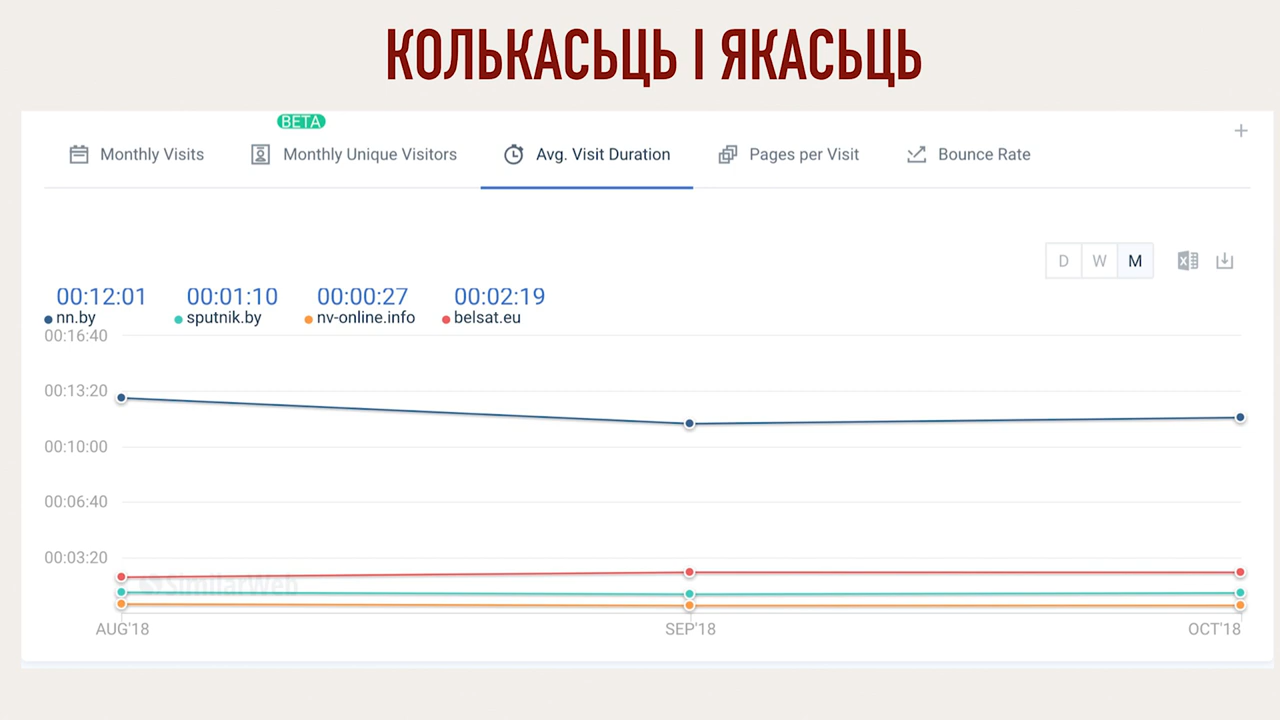 КОЛЬКАСЬЦЬ І ЯКАСЬЦЬ
BETA
Monthly Visits Monthly Unique Visitors Avg. Visit Duration Pages per Visit Bounce Rate
D W M
00:12:01 00:01:10 00:00:27 00:02:19
nn.by sputnik.by nv-online.info belsat.eu
00:16:40
00:13:20
00:10:00
00:06:40
00:03:20
SimilarWeb
AUG'18 SEP'18 OCT'18